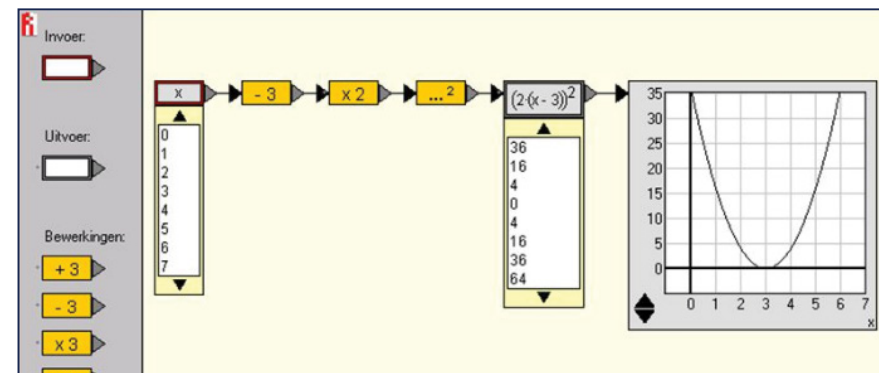 fi
Invoer:
Uitvoer:
Bewerkingen:
+ 3
- 3
x 3
x
- 3
x 2
...²
(2·(x - 3))²
0
1
2
3
4
5
6
7
36
16
4
0
4
16
36
64
35
30
25
20
15
10
5
0
0 1 2 3 4 5 6 7
x